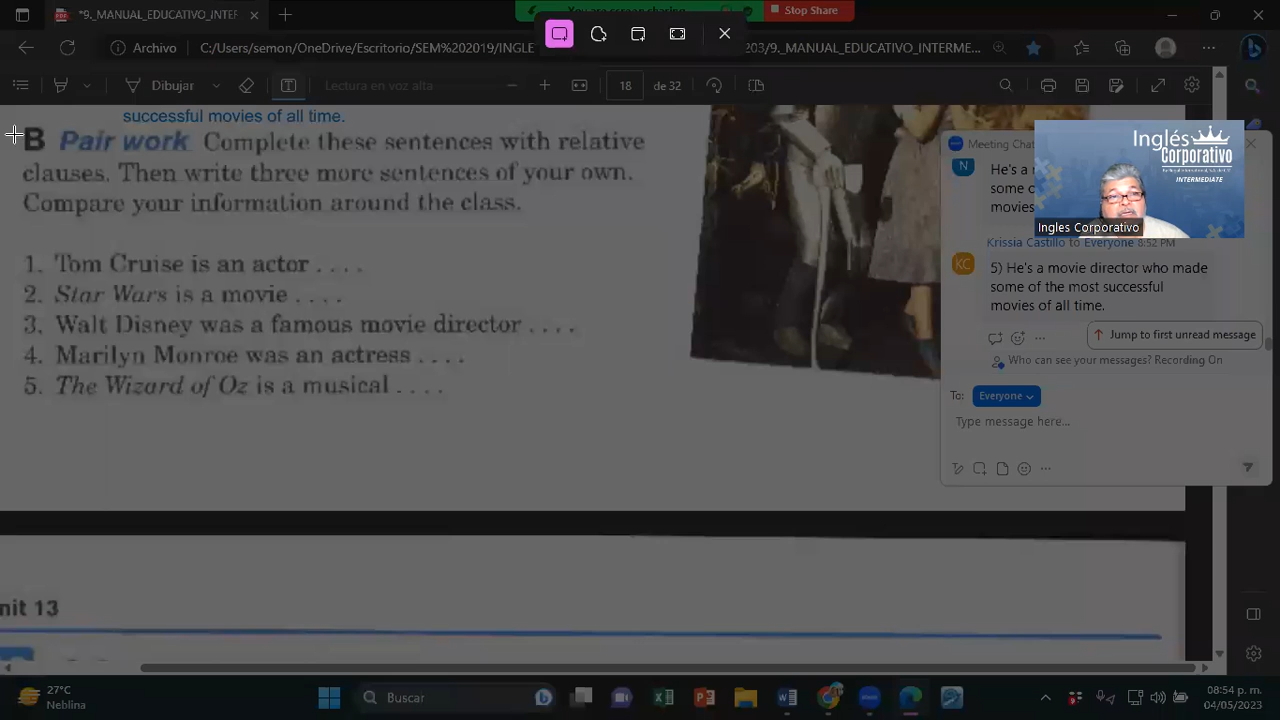 *9. MANUAL_EDUCATIVO_INTERF
You are screen sharing
Stop Share
Archivo
C:/Users/semon/OneDrive/Escritorio/SEM%202019/INGLE
203/9._MANUAL_EDUCATIVO_INTERME...
Dibujar
Lectura en voz alta
18 de 32
successful movies of all time.
B Pair work Complete these sentences with relative
clauses. Then write three more sentences of your own.
Compare your information around the class.
1. Tom Cruise is an actor . . . .
2. Star Wars is a movie . . . .
3. Walt Disney was a famous movie director . . . .
4. Marilyn Monroe was an actress . . . .
5. The Wizard of Oz is a musical . . . .
nit 13
Meeting Chat
N
He's a
some o
movies
Inglés
Corporativo
INTERMEDIATE
Ingles Corporativo
Krissia Castillo to Everyone 8:52 PM
KC
5) He's a movie director who made
some of the most successful
movies of all time.
Jump to first unread message
Who can see your messages? Recording On
To: Everyone
Type message here...
27°C
Neblina
Buscar
08:54 p. m.
04/05/2023